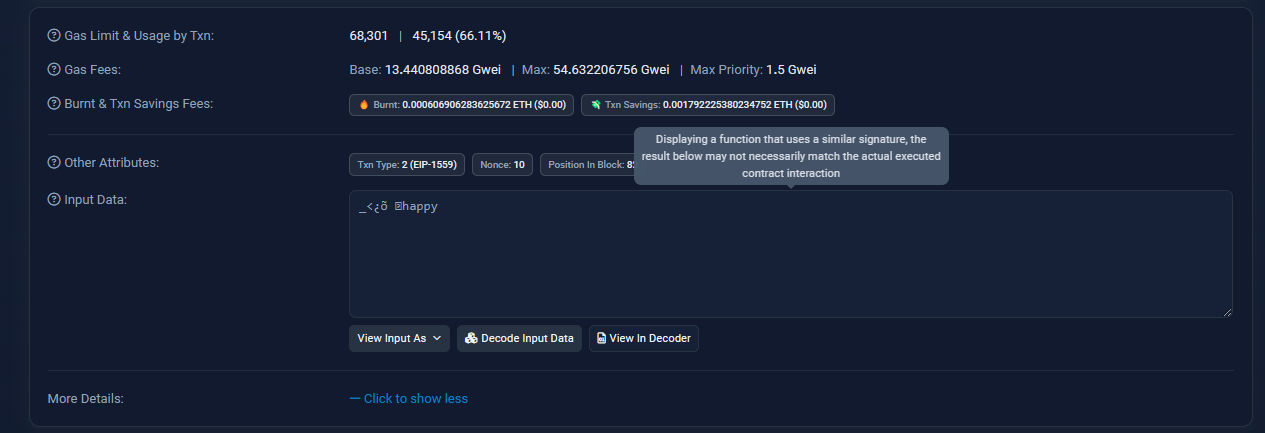 Gas Limit & Usage by Txn: 68,301 | 45,154 (66.11%)
Gas Fees: Base: 13.440808868 Gwei | Max: 54.632206756 Gwei | Max Priority: 1.5 Gwei
Burnt & Txn Savings Fees: Burnt: 0.000606906283625672 ETH ($0.00) Txn Savings: 0.001792225380234752 ETH ($0.00)
Displaying a function that uses a similar signature, the
result below may not necessarily match the actual executed
contract interaction
Other Attributes: Txn Type: 2 (EIP-1559) Nonce: 10 Position In Block:
Input Data: _<¿õ happy
View Input As Decode Input Data View In Decoder
More Details: — Click to show less